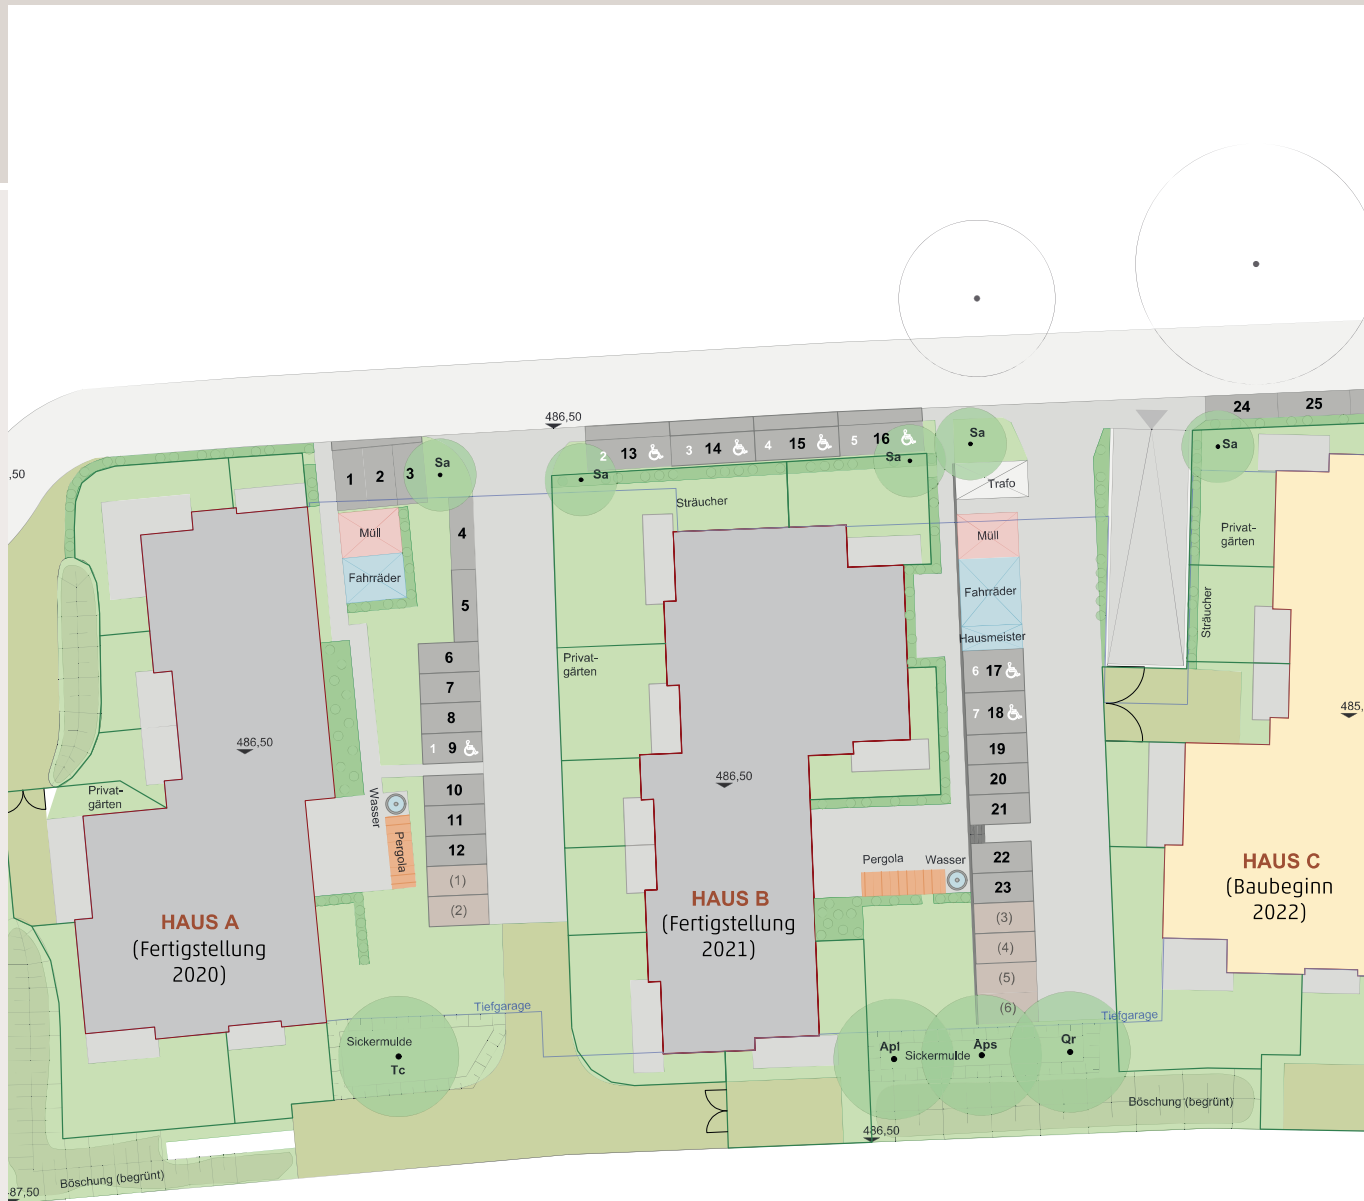 24 25
486,50
,50
1 2 3 Sa
2 13 3 14 4 15 5 16 Sa
Sa
Sa
Sa
Trafo
Sträucher
Müll
4
Müll
Privat-
gärten
Fahrräder
5
Fahrräder
Sträucher
Hausmeister
6
7
8
1 9
Privat-
gärten
6 17
7 18
19
20
21
485,
486,50
486,50
Privat-
gärten
Wasser
Pergola
10
11
12
(1)
(2)
Pergola Wasser
22
23
(3)
(4)
(5)
(6)
HAUS A
(Fertigstellung
2020)
HAUS B
(Fertigstellung
2021)
HAUS C
(Baubeginn
2022)
Tiefgarage
Tiefgarage
Sickermulde
Tc
Apl
Sickermulde
Aps
Qr
Böschung (begrünt)
486,50
Böschung (begrünt)
87,50